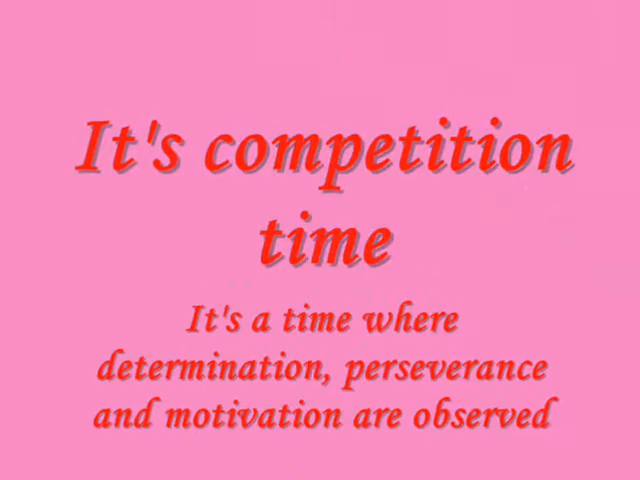 It's competition
time
It's a time where
determination, perseverance
and motivation are observed